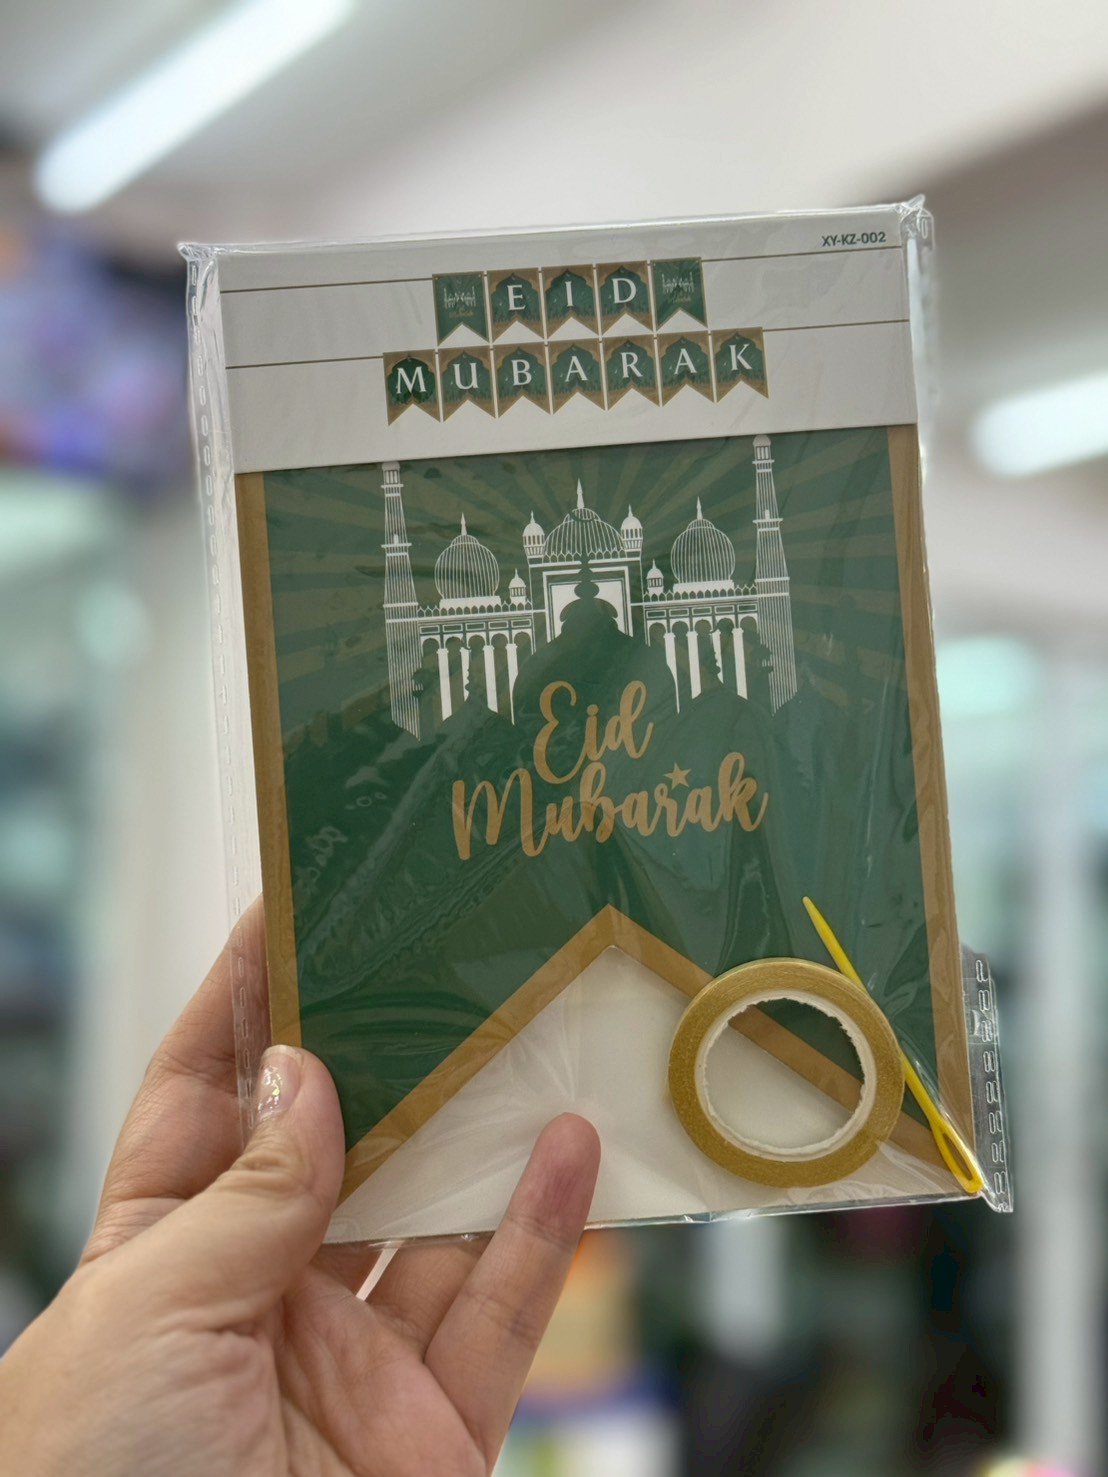 XY-KZ-002
EID
MUBARAK
Eid
Mubarak